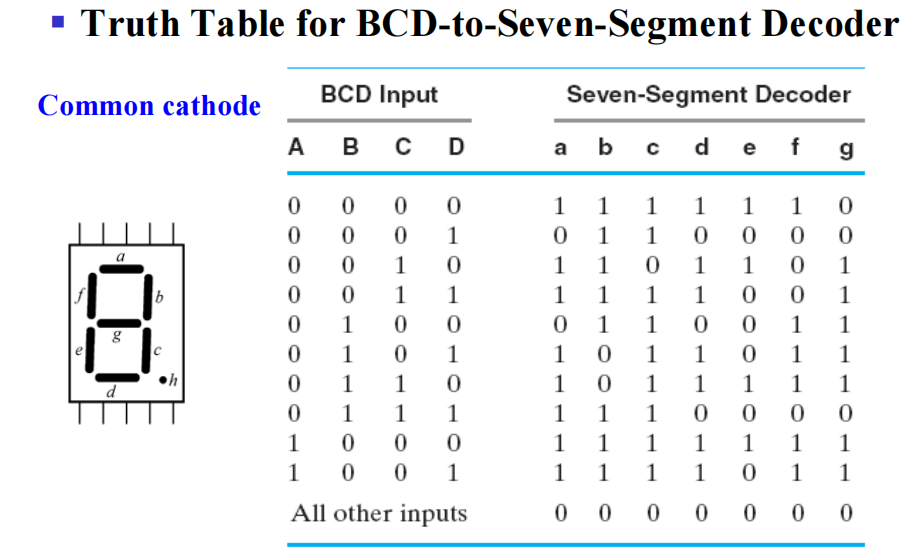 ▪ Truth Table for BCD-to-Seven-Segment Decoder
Common cathode
BCD Input Seven-Segment Decoder
A B C D a b c d e f g
0 0 0 0 1 1 1 1 1 1 0
0 0 0 1 0 1 1 0 0 0 0
0 0 1 0 1 1 0 1 1 0 1
0 0 1 1 1 1 1 1 0 0 1
0 1 0 0 0 1 1 0 0 1 1
0 1 0 1 1 0 1 1 0 1 1
0 1 1 0 1 0 1 1 1 1 1
0 1 1 1 1 1 1 0 0 0 0
1 0 0 0 1 1 1 1 1 1 1
1 0 0 1 1 1 1 1 0 1 1
All other inputs 0 0 0 0 0 0 0
a
f b
g
e c
d h